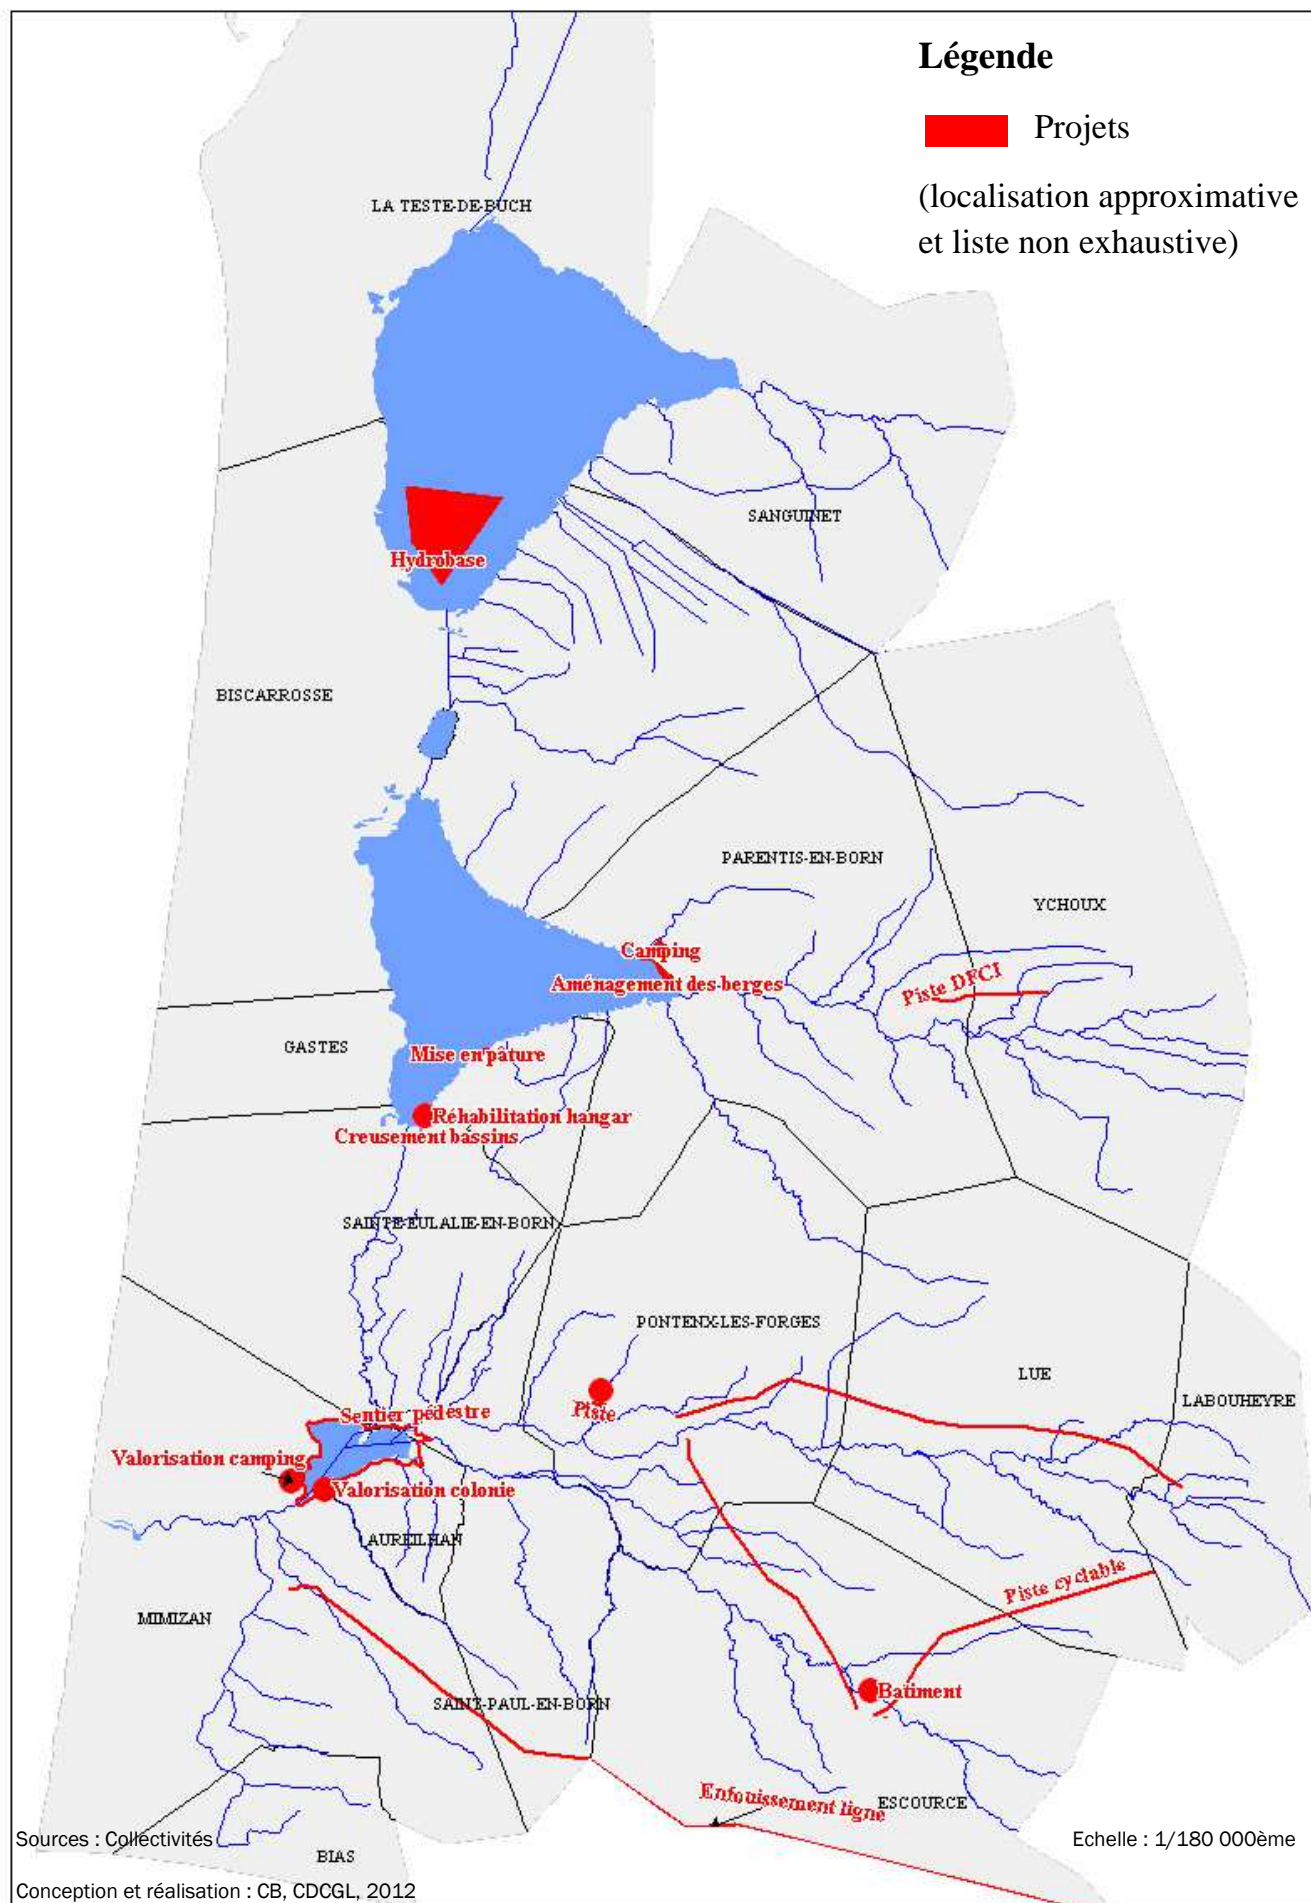 Légende
Projets
(localisation approximative
et liste non exhaustive)
LA TESTE-DE-BUCH
SANGUINET
Hydrobase
BISCARROSSE
PARENTIS-EN-BORN
YCHOUX
Camping
Aménagement des berges
Piste DFCI
GASTES
Mise en pâture
Réhabilitation hangar
Creusement bassins
SAINTE-EULALIE-EN-BORN
PONTENX-LES-FORGES
LUE
LABOUHEYRE
Piste
Sentier pédestre
Valorisation camping
Valorisation colonie
AUREILHAN
Piste cyclable
MIMIZAN
Batiment
SAINT-PAUL-EN-BORN
Enfouissement ligne
ESCOURCE
Sources : Collectivités
Echelle : 1/180 000ème
BIAS
Conception et réalisation : CB, CDCGL, 2012